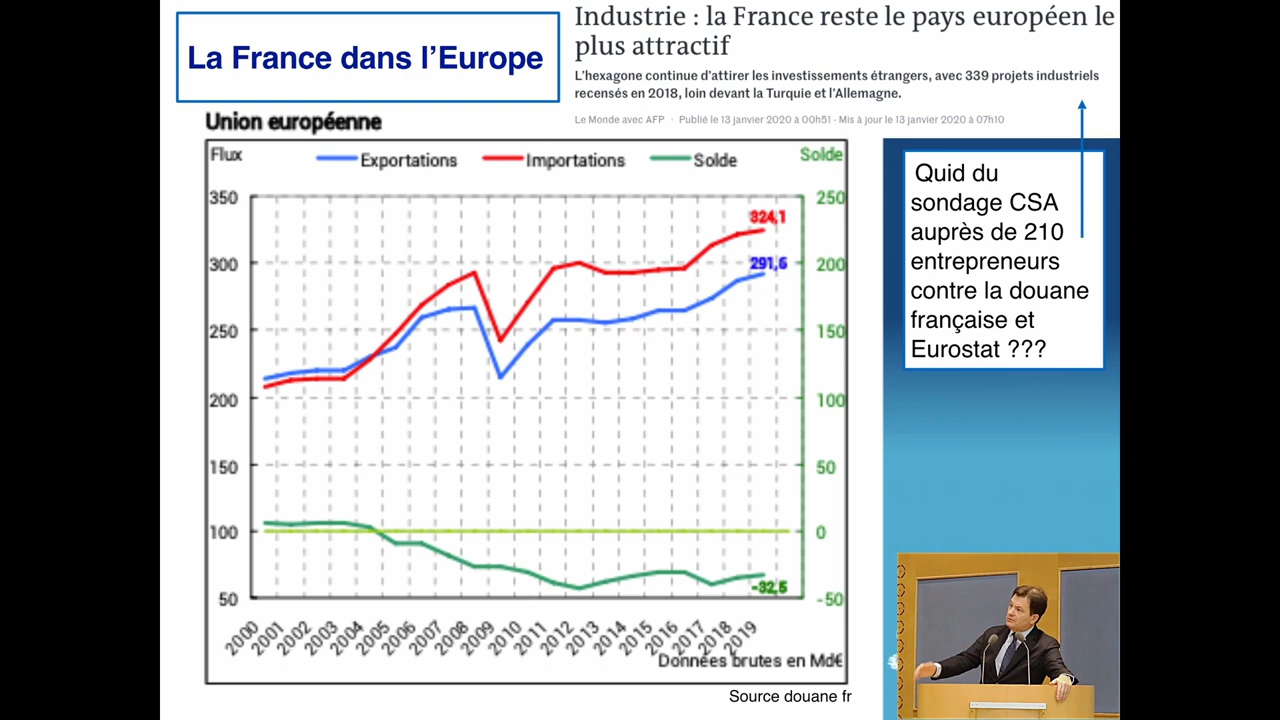 La France dans l’Europe
Industrie : la France reste le pays européen le
plus attractif
L’hexagone continue d’attirer les investissements étrangers, avec 339 projets industriels
recensés en 2018, loin devant la Turquie et l’Allemagne.
Le Monde avec AFP · Publié le 13 janvier 2020 à 00h51 - Mis à jour le 13 janvier 2020 à 07h10
Union européenne
Flux
Exportations
Importations
Solde
Solde
350
300
250
200
150
100
50
250
200
150
100
50
0
-50
324,1
291,6
-32,5
2000
2001
2002
2003
2004
2005
2006
2007
2008
2009
2010
2011
2012
2013
2014
2015
2016
2017
2018
2019
Données brutes en Md€
Source douane fr
Quid du
sondage CSA
auprès de 210
entrepreneurs
contre la douane
française et
Eurostat ???